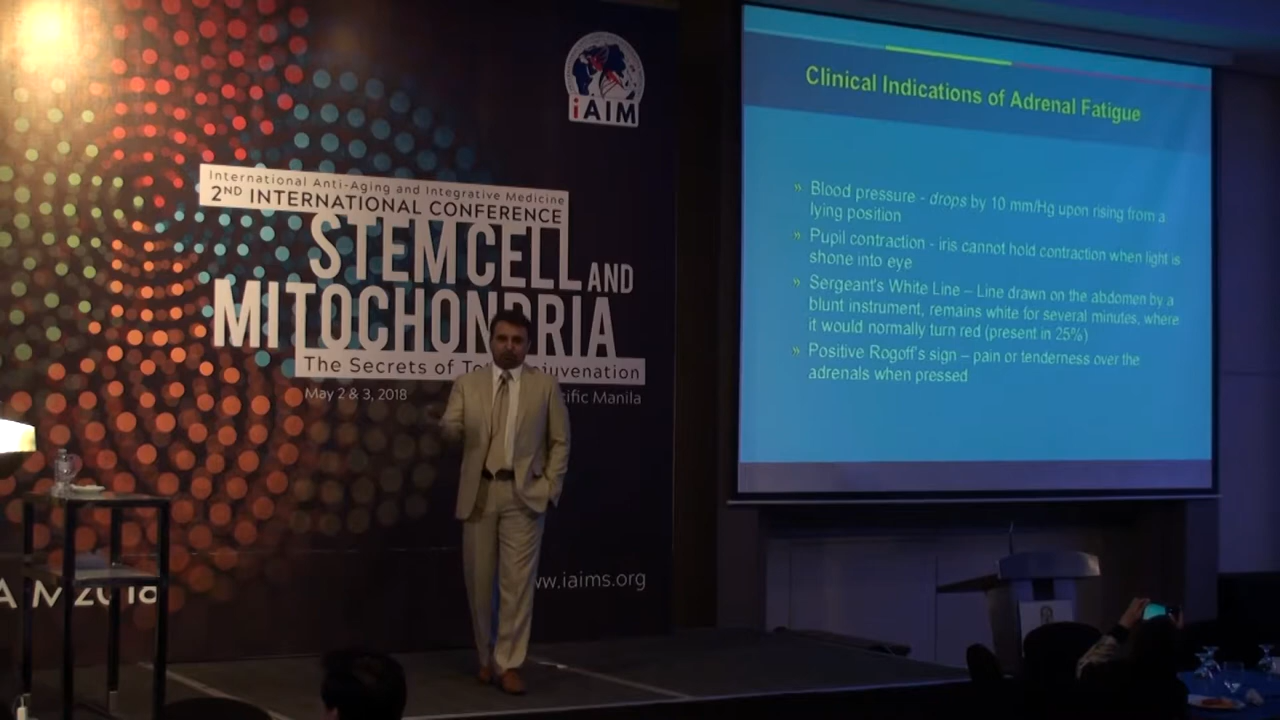 iAIM
International Anti-Aging and Integrative Medicine
2ND INTERNATIONAL CONFERENCE
STEMCELL AND
MITOCHONDRIA
The Secrets of To juvenation
May 2 & 3, 2018 cific Manila
ww.iaims.org
AIM2018
Clinical Indications of Adrenal Fatigue
» Blood pressure - drops by 10 mm/Hg upon rising from a
lying position
» Pupil contraction - iris cannot hold contraction when light is
shone into eye
» Sergeant's White Line – Line drawn on the abdomen by a
blunt instrument, remains white for several minutes, where
it would normally turn red (present in 25%)
» Positive Rogoff's sign – pain or tenderness over the
adrenals when pressed